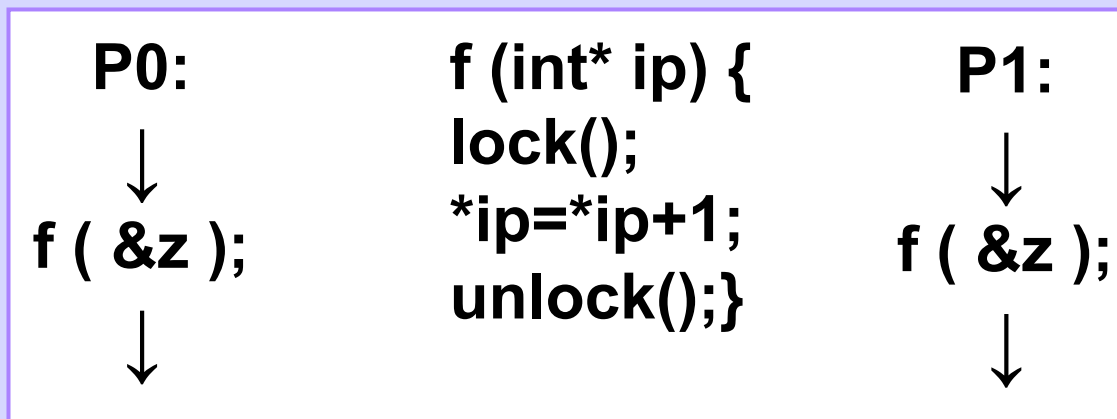 P0:
↓
f ( &z );
↓
f (int* ip) {
lock();
*ip=*ip+1;
unlock();}
P1:
↓
f ( &z );
↓